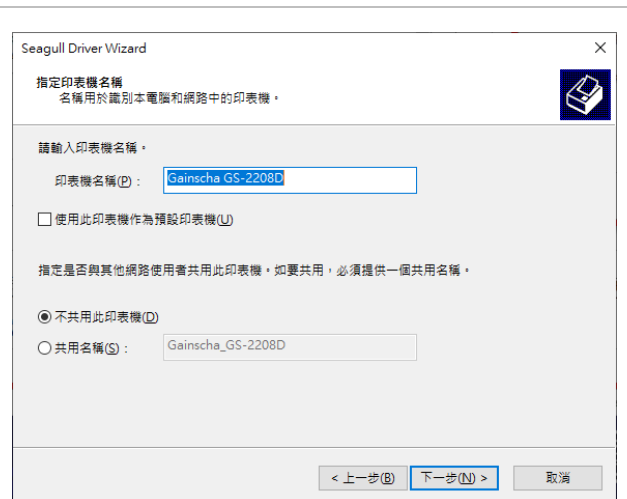 Seagull Driver Wizard
指定印表機名稱
名稱用於識別本電腦和網路中的印表機。
請輸入印表機名稱。
印表機名稱(P)： Gainscha GS-2208D
使用此印表機作為預設印表機(U)
指定是否與其他網路使用者共用此印表機。如要共用，必須提供一個共用名稱。
不共用此印表機(D)
共用名稱(S)： Gainscha_GS-2208D
< 上一步(B) 下一步(N) > 取消